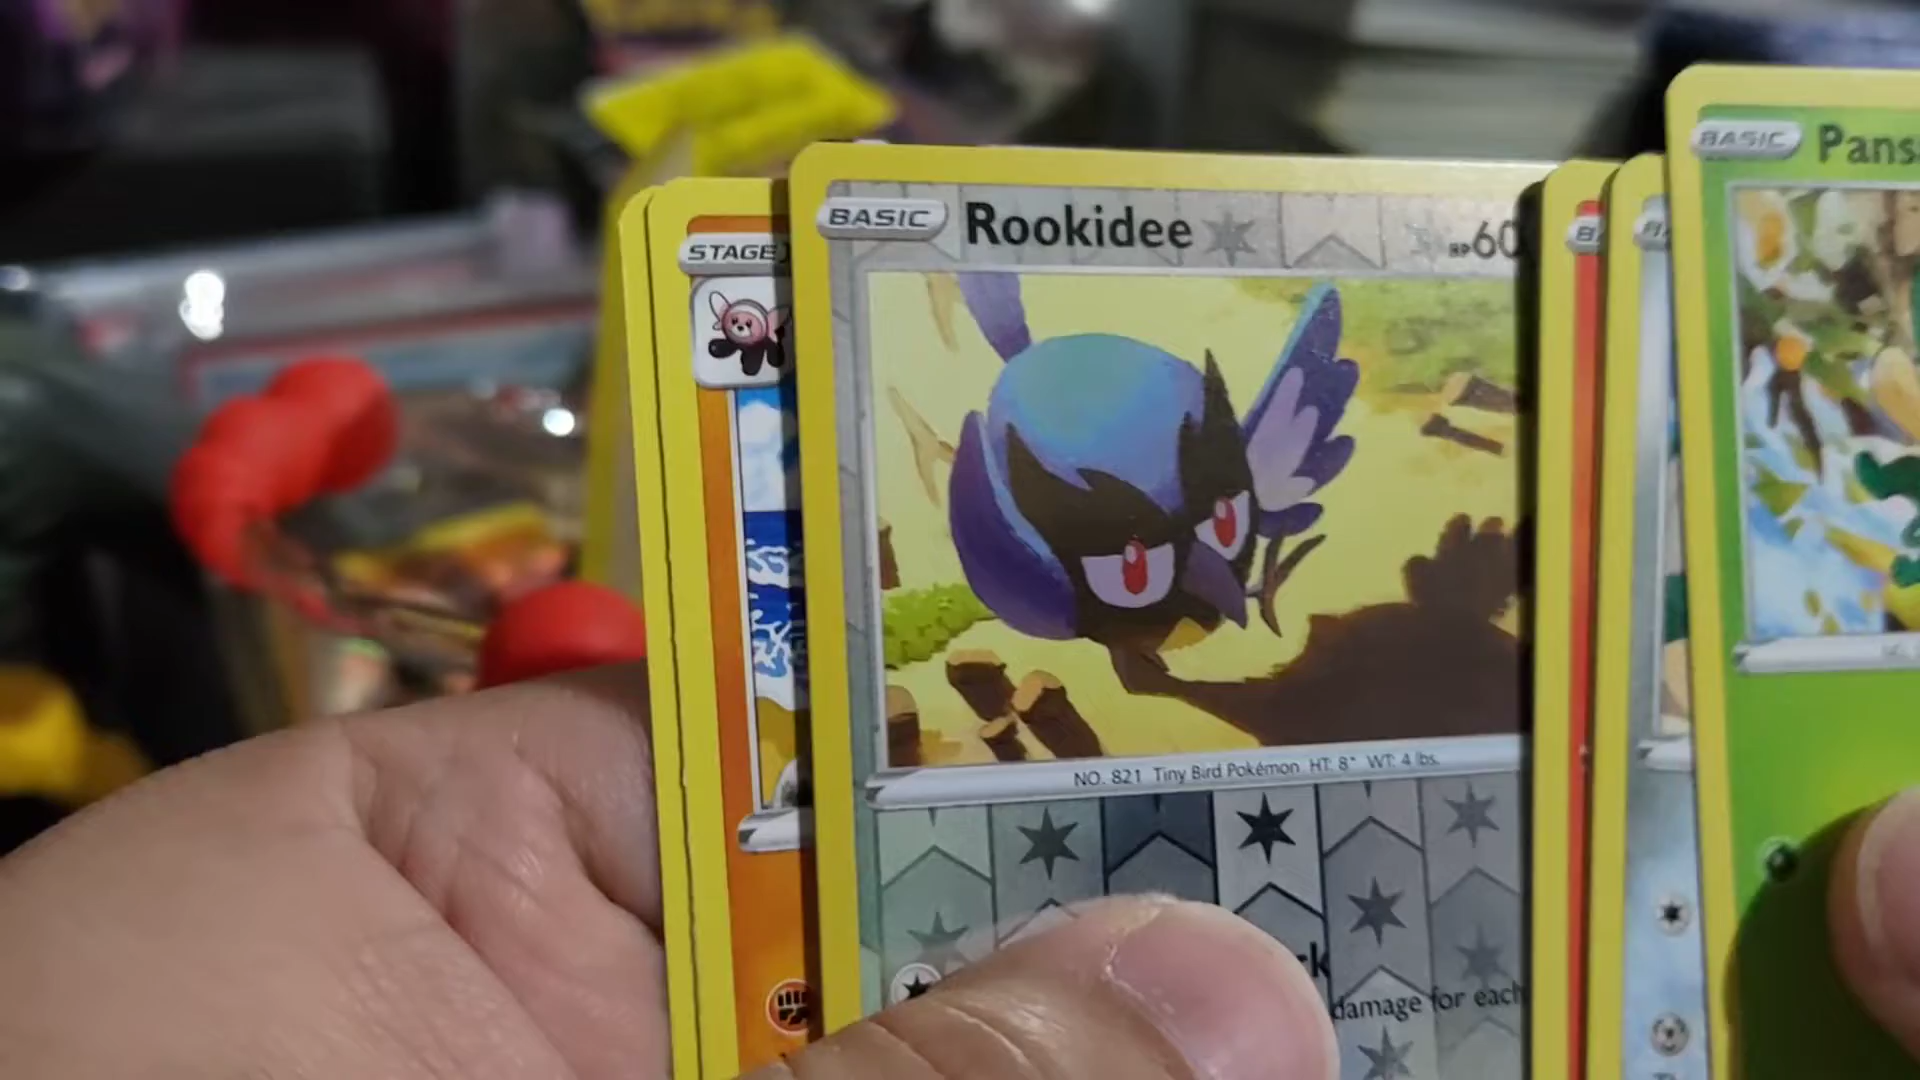 BASIC Pans
BASIC Rookidee HP60
STAGE
NO. 821 Tiny Bird Pokémon HT: 8" WT: 4 lbs.
damage for each